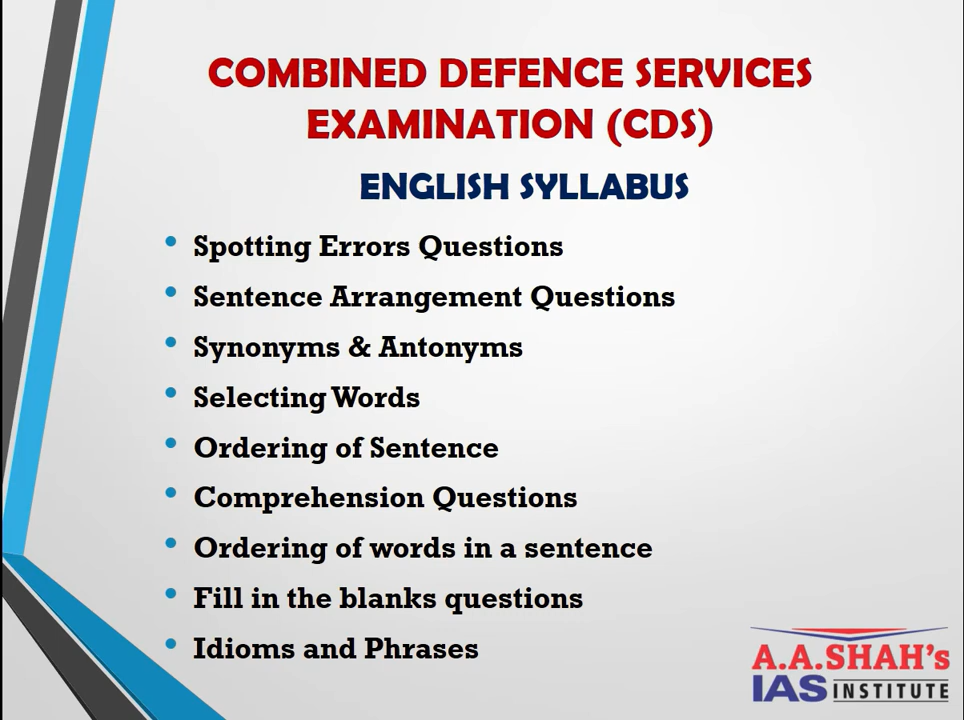 COMBINED DEFENCE SERVICES
EXAMINATION (CDS)
ENGLISH SYLLABUS
• Spotting Errors Questions
• Sentence Arrangement Questions
• Synonyms & Antonyms
• Selecting Words
• Ordering of Sentence
• Comprehension Questions
• Ordering of words in a sentence
• Fill in the blanks questions
• Idioms and Phrases
A.A.SHAH's
IAS INSTITUTE